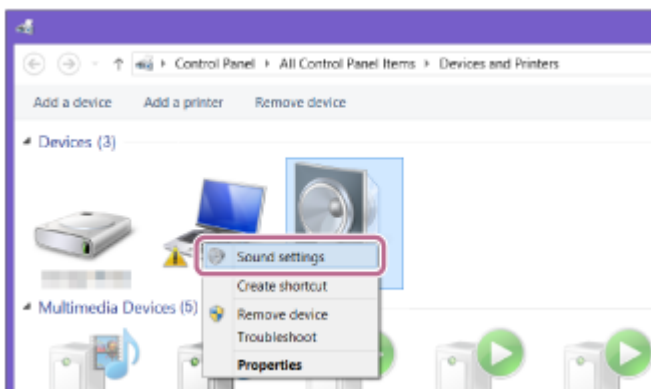 Control Panel All Control Panel Items Devices and Printers
Add a device Add a printer Remove device
Devices (3)
Sound settings
Create shortcut
Multimedia Devices (5)
Remove device
Troubleshoot
Properties